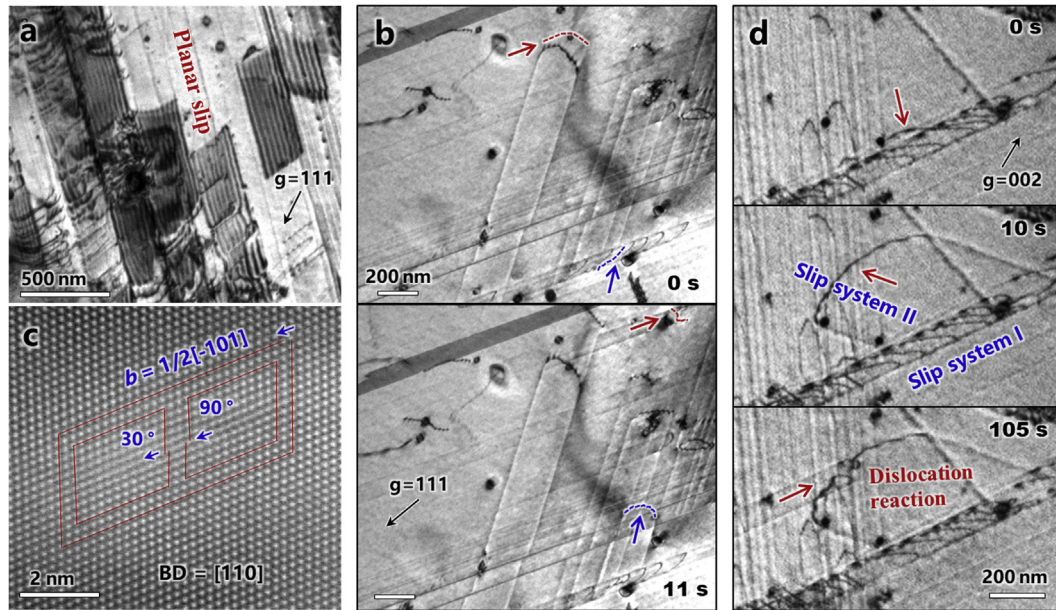 a
Planar slip
g=111
500 nm
b
0 s
200 nm
c
b = 1/2[-101]
90 °
30 °
BD = [110]
2 nm
g=111
11 s
d
0 s
g=002
10 s
Slip system II
Slip system I
105 s
Dislocation
reaction
200 nm